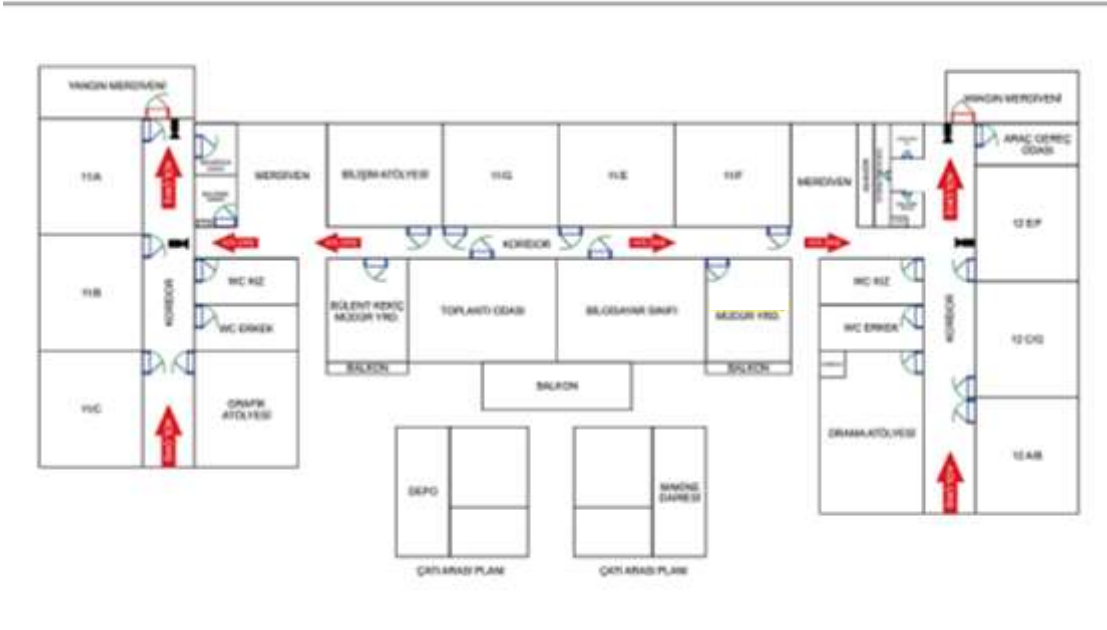 YANGIN MERDİVENİ
YANGIN MERDİVENİ
11/A
MERDİVEN
BİLİŞİM ATÖLYESİ
11/G
11/E
11/F
MERDİVEN
ARAÇ GEREÇ
ODASI
12 E/F
KORİDOR
11/B
KORİDOR
WC KIZ
WC ERKEK
BÜLENT KEKİÇ
MÜDÜR YRD.
TOPLANTI ODASI
BİLGİSAYAR SINIFI
MÜDÜR YRD.
WC KIZ
WC ERKEK
KORİDOR
12 C/G
BALKON
BALKON
BALKON
11/C
GRAFİK
ATÖLYESİ
DRAMA ATÖLYESİ
12 A/B
DEPO
MAKİNE
DAİRESİ
ÇATI ARASI PLANI
ÇATI ARASI PLANI